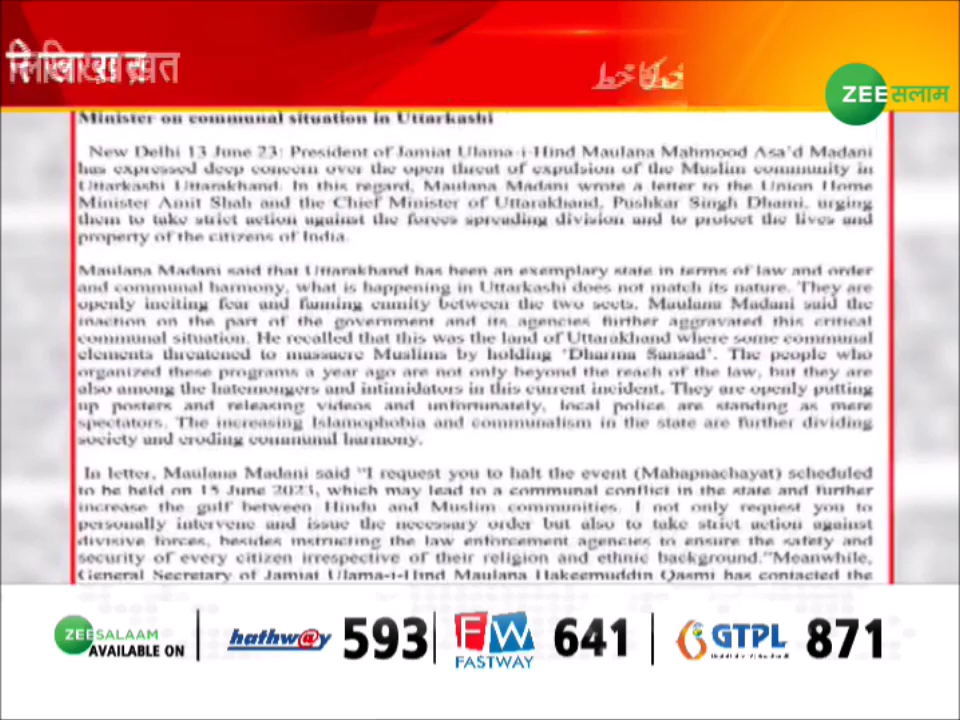 ZEE सलाम
Minister on communal situation in Uttarkashi
New Delhi 13 June 23: President of Jamiat Ulama-i-Hind Maulana Mahmood Asa'd Madani
has expressed deep concern over the open threat of expulsion of the Muslim community in
Uttarkashi Uttarakhand. In this regard, Maulana Madani wrote a letter to the Union Home
Minister Amit Shah and the Chief Minister of Uttarakhand, Pushkar Singh Dhami, urging
them to take strict action against the forces spreading division and to protect the lives and
property of the citizens of India.
Maulana Madani said that Uttarakhand has been an exemplary state in terms of law and order
and communal harmony, what is happening in Uttarkashi does not match its nature. They are
openly inciting fear and fuming enmity between the two sects. Maulana Madani said the
inaction on the part of the government and its agencies further aggravated this critical
communal situation. He recalled that this was the land of Uttarakhand where some communal
elements threatened to massacre Muslims by holding 'Dharma Sansad'. The people who
organized these programs a year ago are not only beyond the reach of the law, but they are
also among the hatemongers and intimidators in this current incident. They are openly putting
up posters and releasing videos and unfortunately, local police are standing as mere
spectators. The increasing Islamophobia and communalism in the state are further dividing
society and eroding communal harmony.
In letter, Maulana Madani said "I request you to halt the event (Mahapnachayat) scheduled
to be held on 15 June 2023, which may lead to a communal conflict in the state and further
increase the gulf between Hindu and Muslim communities. I not only request you to
personally intervene and issue the necessary order but also to take strict action against
divisive forces, besides instructing the law enforcement agencies to ensure the safety and
security of every citizen irrespective of their religion and ethnic background."Meanwhile,
General Secretary of Jamiat Ulama-i-Hind Maulana Hakeemuddin Qasmi has contacted the
ZEE SALAAM
AVAILABLE ON
hathw@y 593
FW
FASTWAY
641
GTPL 871